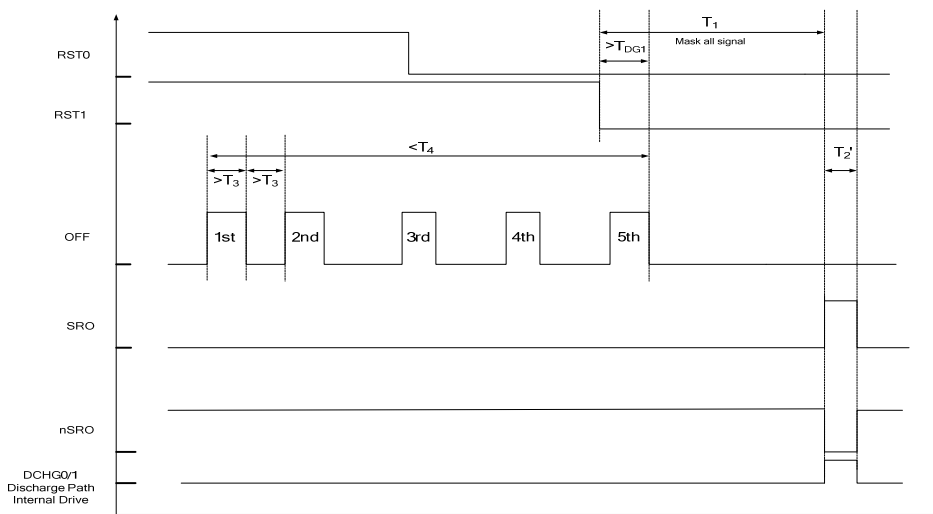 T1
Mask all signal
RST0
>TDG1
RST1
<T4
T2'
>T3 >T3
OFF
1st 2nd 3rd 4th 5th
SRO
nSRO
DCHG0/1
Discharge Path
Internal Drive